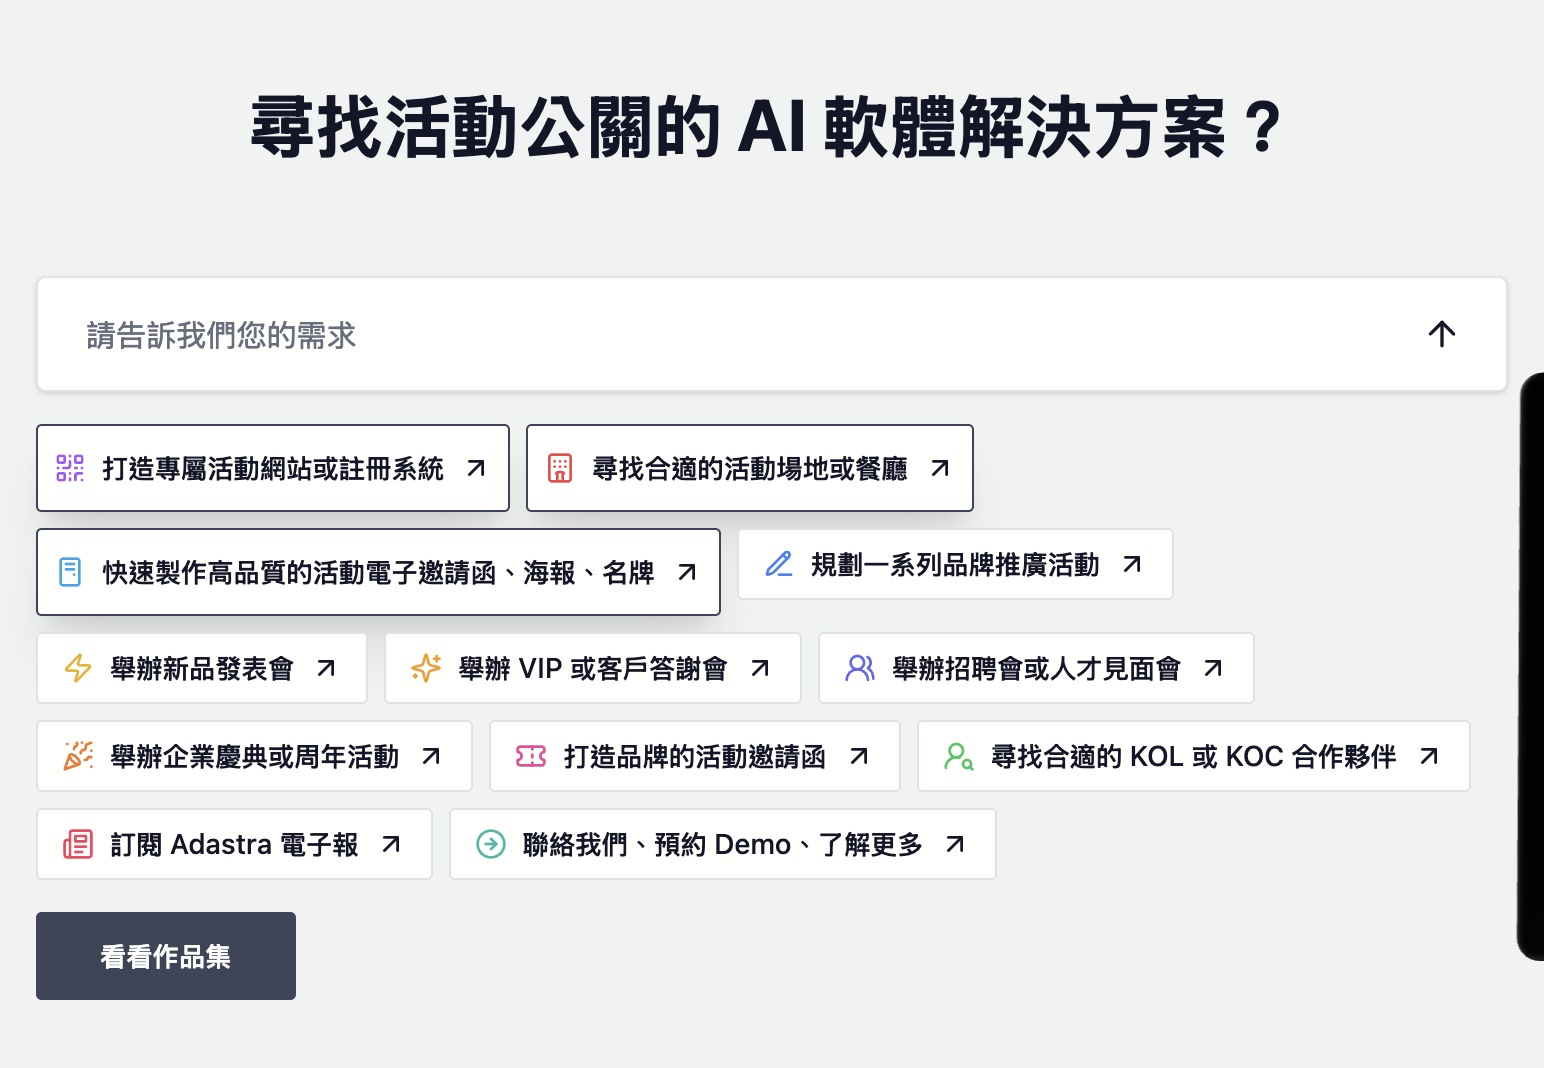 尋找活動公關的 AI 軟體解決方案？
請告訴我們您的需求
打造專屬活動網站或註冊系統
尋找合適的活動場地或餐廳
快速製作高品質的活動電子邀請函、海報、名牌
規劃一系列品牌推廣活動
舉辦新品發表會
舉辦 VIP 或客戶答謝會
舉辦招聘會或人才見面會
舉辦企業慶典或周年活動
打造品牌的活動邀請函
尋找合適的 KOL 或 KOC 合作夥伴
訂閱 Adastra 電子報
聯絡我們、預約 Demo、了解更多
看看作品集